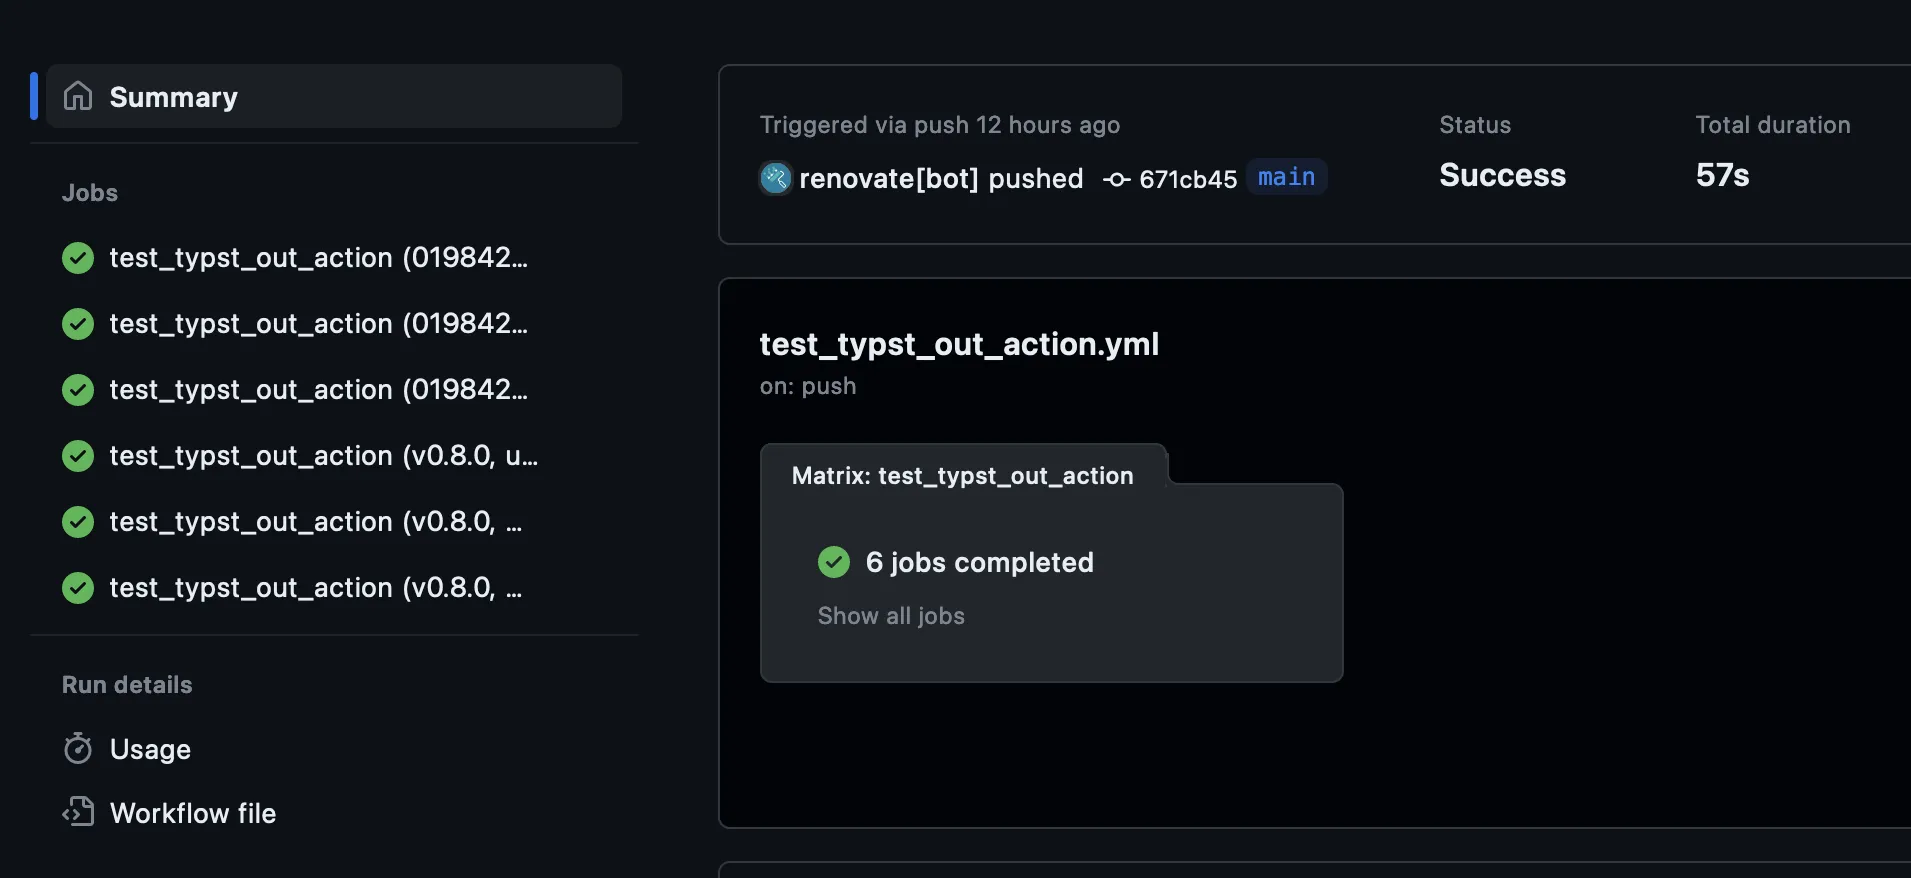 Summary
Jobs
test_typst_out_action (019842…
test_typst_out_action (019842…
test_typst_out_action (019842…
test_typst_out_action (v0.8.0, u…
test_typst_out_action (v0.8.0, …
test_typst_out_action (v0.8.0, …
Run details
Usage
Workflow file
Triggered via push 12 hours ago
renovate[bot] pushed 671cb45 main
Status
Success
Total duration
57s
test_typst_out_action.yml
on: push
Matrix: test_typst_out_action
6 jobs completed
Show all jobs